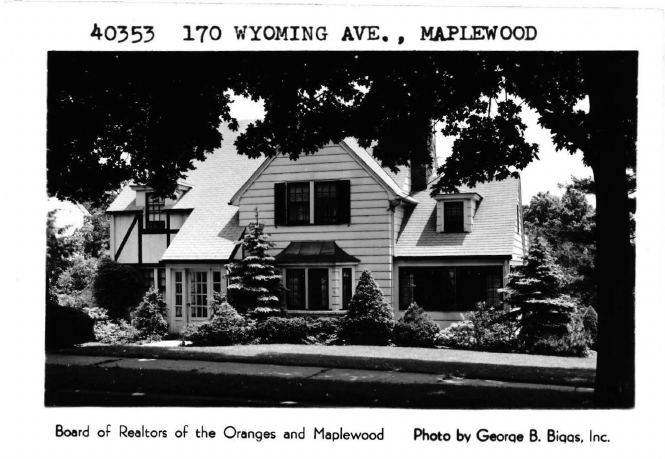 40353 170 WYOMING AVE., MAPLEWOOD
Board of Realtors of the Oranges and Maplewood Photo by George B. Biggs, Inc.